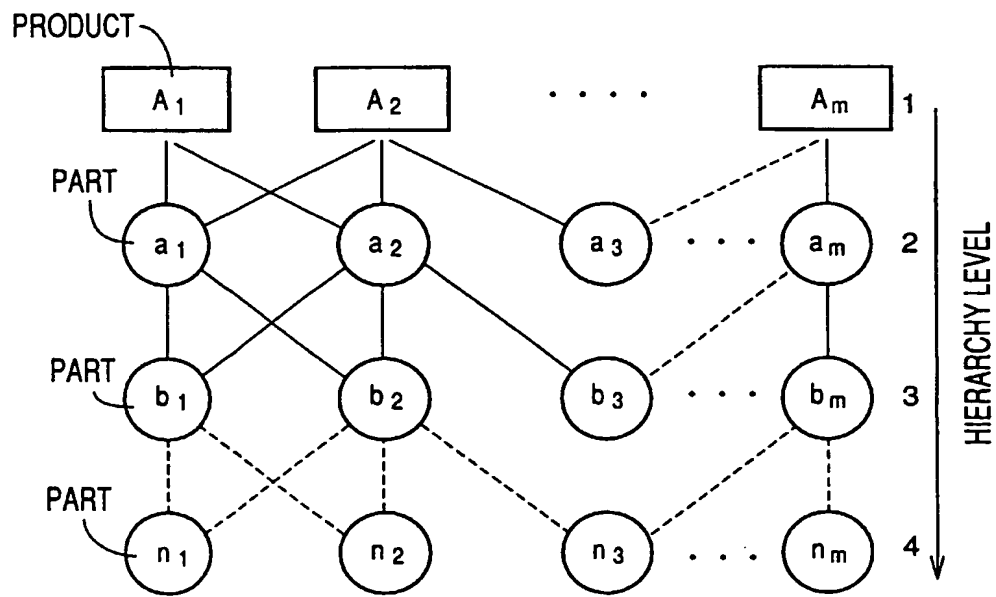 PRODUCT
A1 A2 . . . . Am 1
PART
a1 a2 a3 . . . am 2
PART
b1 b2 b3 . . . bm 3
PART
n1 n2 n3 . . . nm 4
HIERARCHY LEVEL